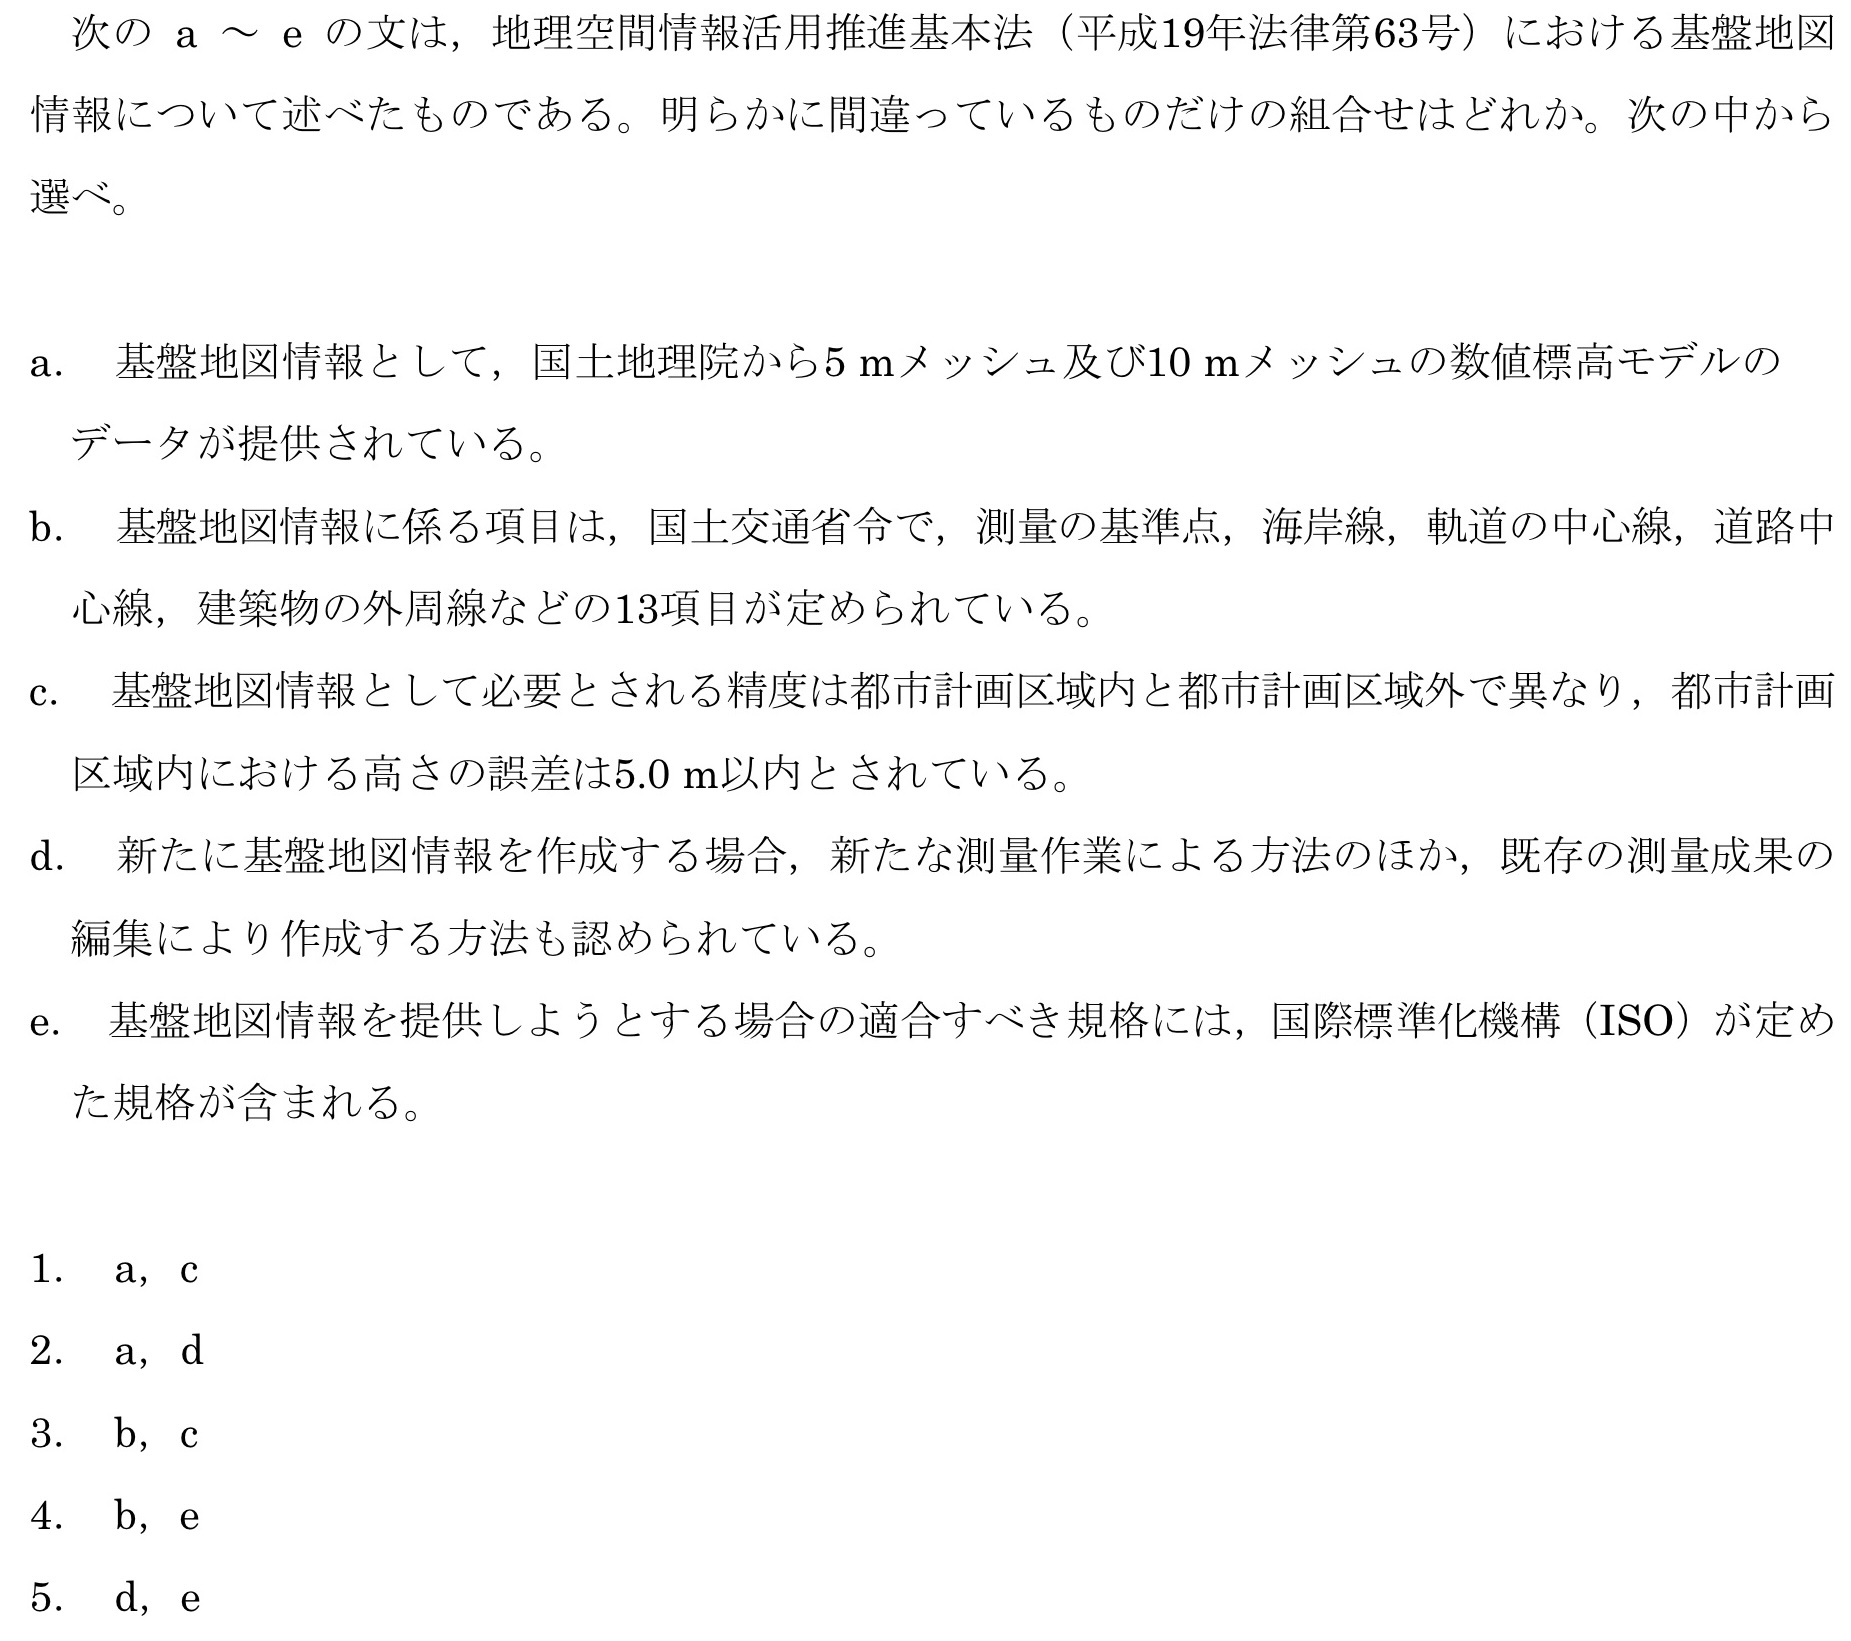 次の a ～ e の文は，地理空間情報活用推進基本法（平成19年法律第63号）における基盤地図
情報について述べたものである。明らかに間違っているものだけの組合せはどれか。次の中から
選べ。
a. 基盤地図情報として，国土地理院から5 mメッシュ及び10 mメッシュの数値標高モデルの
データが提供されている。
b. 基盤地図情報に係る項目は，国土交通省令で，測量の基準点，海岸線，軌道の中心線，道路中
心線，建築物の外周線などの13項目が定められている。
c. 基盤地図情報として必要とされる精度は都市計画区域内と都市計画区域外で異なり，都市計画
区域内における高さの誤差は5.0 m以内とされている。
d. 新たに基盤地図情報を作成する場合，新たな測量作業による方法のほか，既存の測量成果の
編集により作成する方法も認められている。
e. 基盤地図情報を提供しようとする場合の適合すべき規格には，国際標準化機構（ISO）が定め
た規格が含まれる。
1. a，c
2. a，d
3. b，c
4. b，e
5. d，e